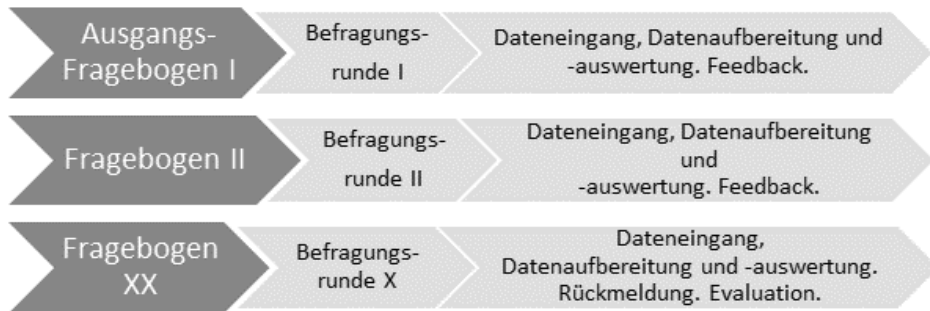 Ausgangs-
Fragebogen I
Befragungs-
runde I
Dateneingang, Datenaufbereitung und
-auswertung. Feedback.
Fragebogen II
Befragungs-
runde II
Dateneingang, Datenaufbereitung
und
-auswertung. Feedback.
Fragebogen
XX
Befragungs-
runde X
Dateneingang,
Datenaufbereitung und -auswertung.
Rückmeldung. Evaluation.